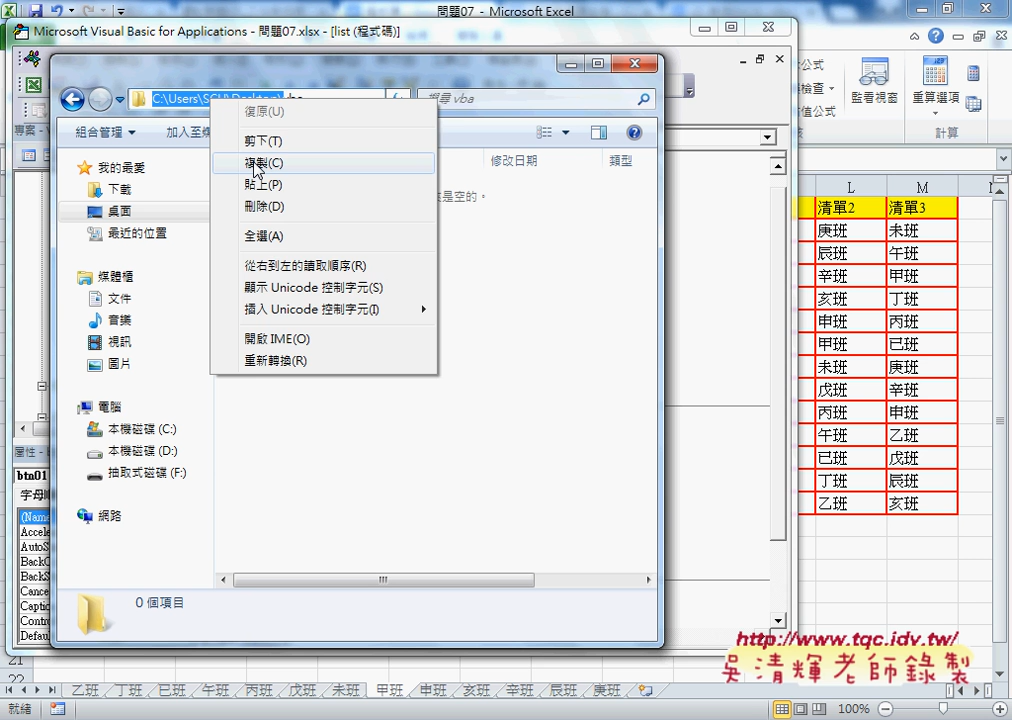 問題07 - Microsoft Excel
Microsoft Visual Basic for Applications - 問題07.xlsx - [list (程式碼)]
C:\Users\SCU\Desktop\vba
搜尋 vba
組合管理
加入至
復原(U)
剪下(T)
複製(C)
貼上(P)
刪除(D)
全選(A)
從右到左的讀取順序(R)
顯示 Unicode 控制字元(S)
插入 Unicode 控制字元(I)
開啟 IME(O)
重新轉換(R)
修改日期
類型
是空的。
我的最愛
下載
桌面
最近的位置
媒體櫃
文件
音樂
視訊
圖片
電腦
本機磁碟 (C:)
本機磁碟 (D:)
抽取式磁碟 (F:)
網路
0 個項目
專案 -
屬性 -
btn01
字母
(Name
Accele
AutoS
BackC
BackS
Cance
Captio
Contro
Defau
公式
檢查
值公式
監看視窗
重算選項
計算
L
M
清單2
清單3
庚班
未班
辰班
午班
辛班
甲班
亥班
丁班
申班
丙班
甲班
已班
未班
庚班
戊班
辛班
丙班
申班
午班
乙班
已班
戊班
丁班
辰班
乙班
亥班
21
22
乙班
丁班
已班
午班
丙班
戊班
未班
甲班
申班
亥班
辛班
辰班
庚班
就緒
100%
http://www.tqc.idv.tw/
吳清輝老師錄製